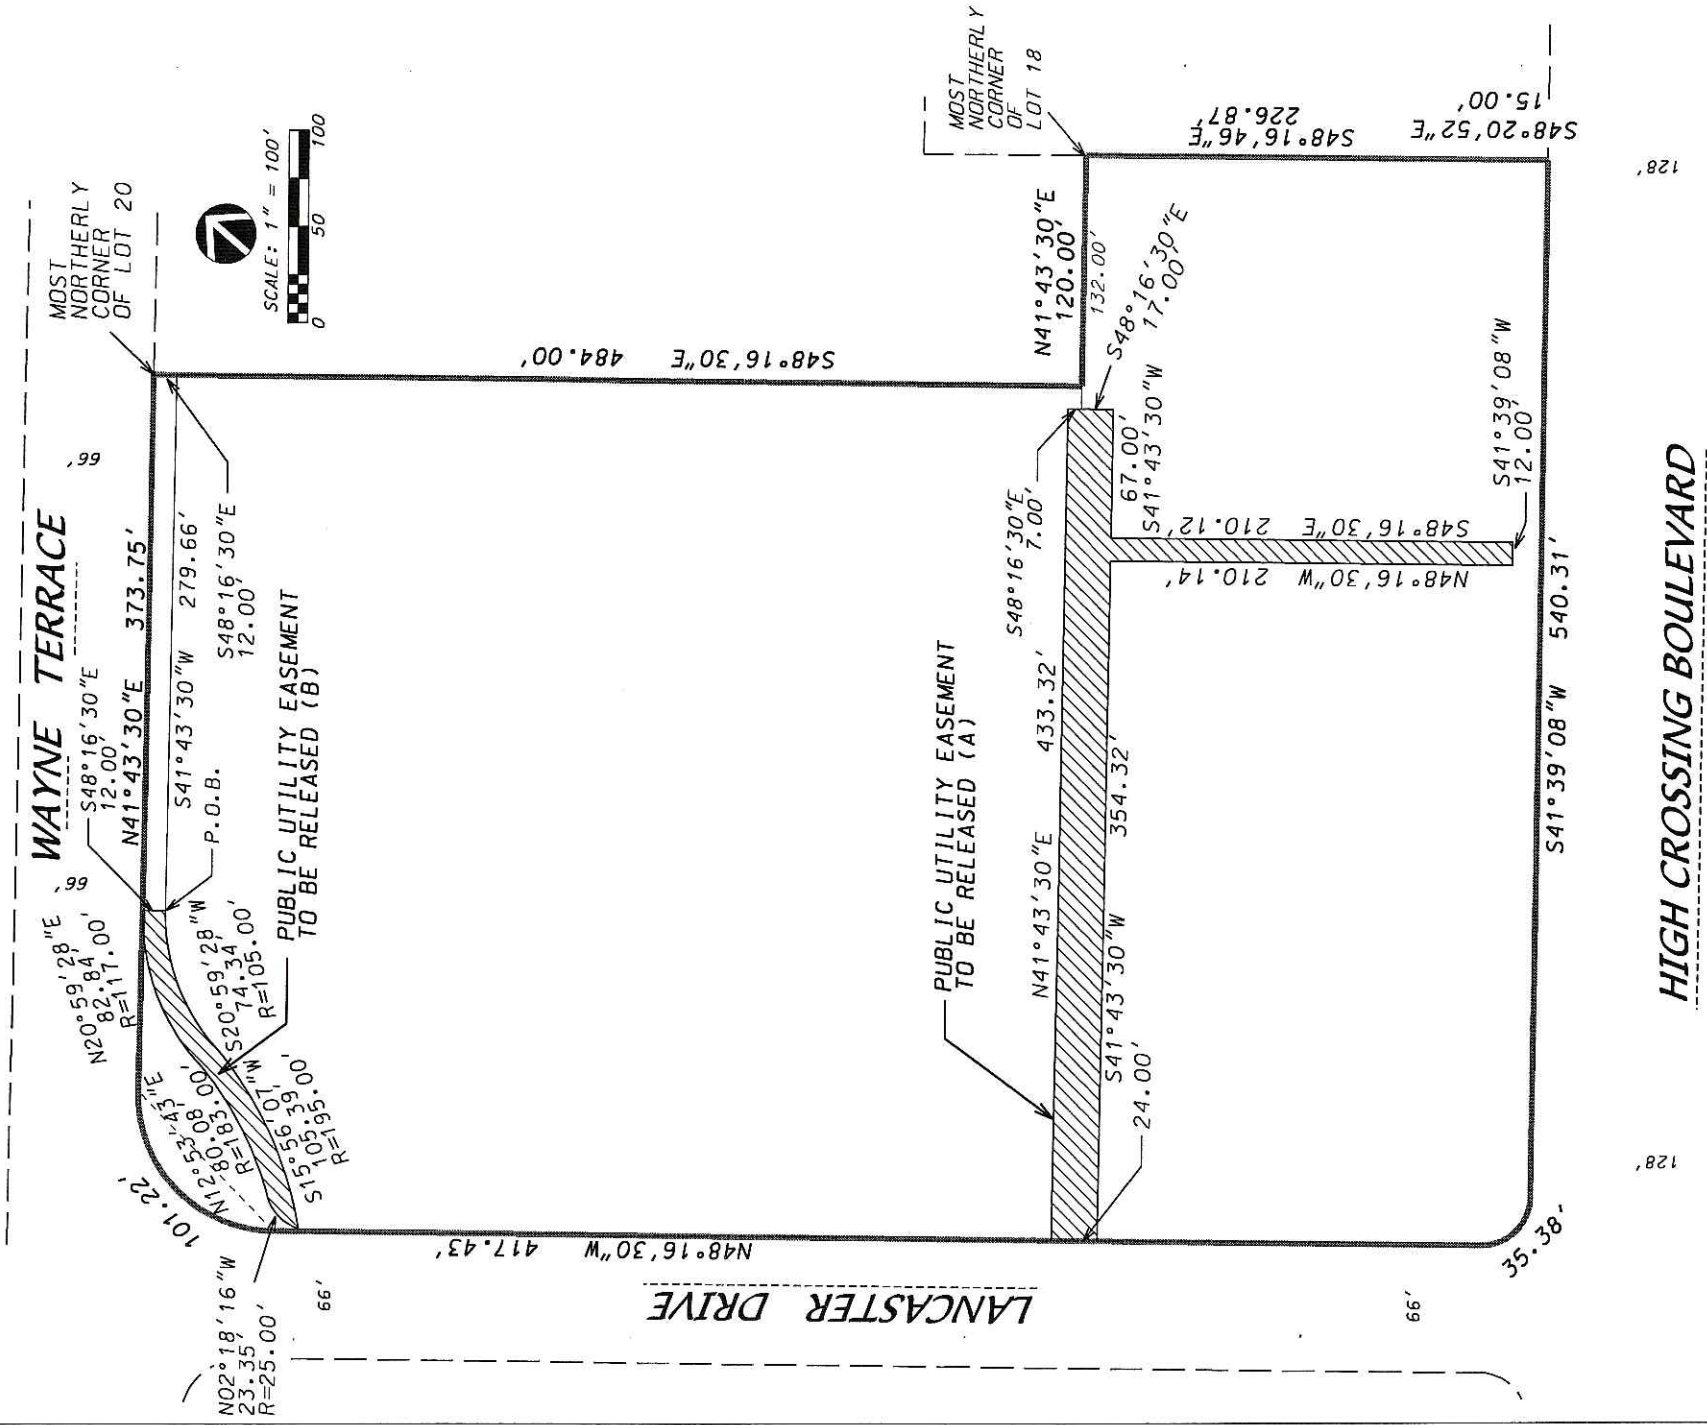 WAYNE TERRACE
66'
66'
MOST
NORTHERLY
CORNER
OF LOT 20
SCALE: 1" = 100'
0 50 100
S48°16'30"E
12.00'
N41°43'30"E 373.75'
S41°43'30"W 279.66'
P.O.B.
S48°16'30"E
12.00'
PUBLIC UTILITY EASEMENT
TO BE RELEASED (B)
N20°59'28"E
82.84'
R=117.00'
S20°59'28"W
74.34'
R=105.00'
N12°53'43"E
80.08'
R=183.00'
S15°56'07"W
105.39'
R=195.00'
101.22'
N02°18'16"W
23.35'
R=25.00'
66'
N48°16'30"W 417.43'
LANCASTER DRIVE
66'
S48°16'30"E 484.00'
MOST
NORTHERLY
CORNER
OF
LOT 18
N41°43'30"E
120.00'
132.00'
S48°16'30"E
17.00'
S48°16'30"E
7.00'
67.00'
S41°43'30"W
PUBLIC UTILITY EASEMENT
TO BE RELEASED (A)
N41°43'30"E 433.32'
354.32'
S41°43'30"W
24.00'
S48°16'30"E 210.12'
N48°16'30"W 210.14'
S41°39'08"W
12.00'
S48°16'46"E
226.87'
S48°20'52"E
15.00'
S41°39'08"W 540.31'
35.38'
128'
128'
HIGH CROSSING BOULEVARD